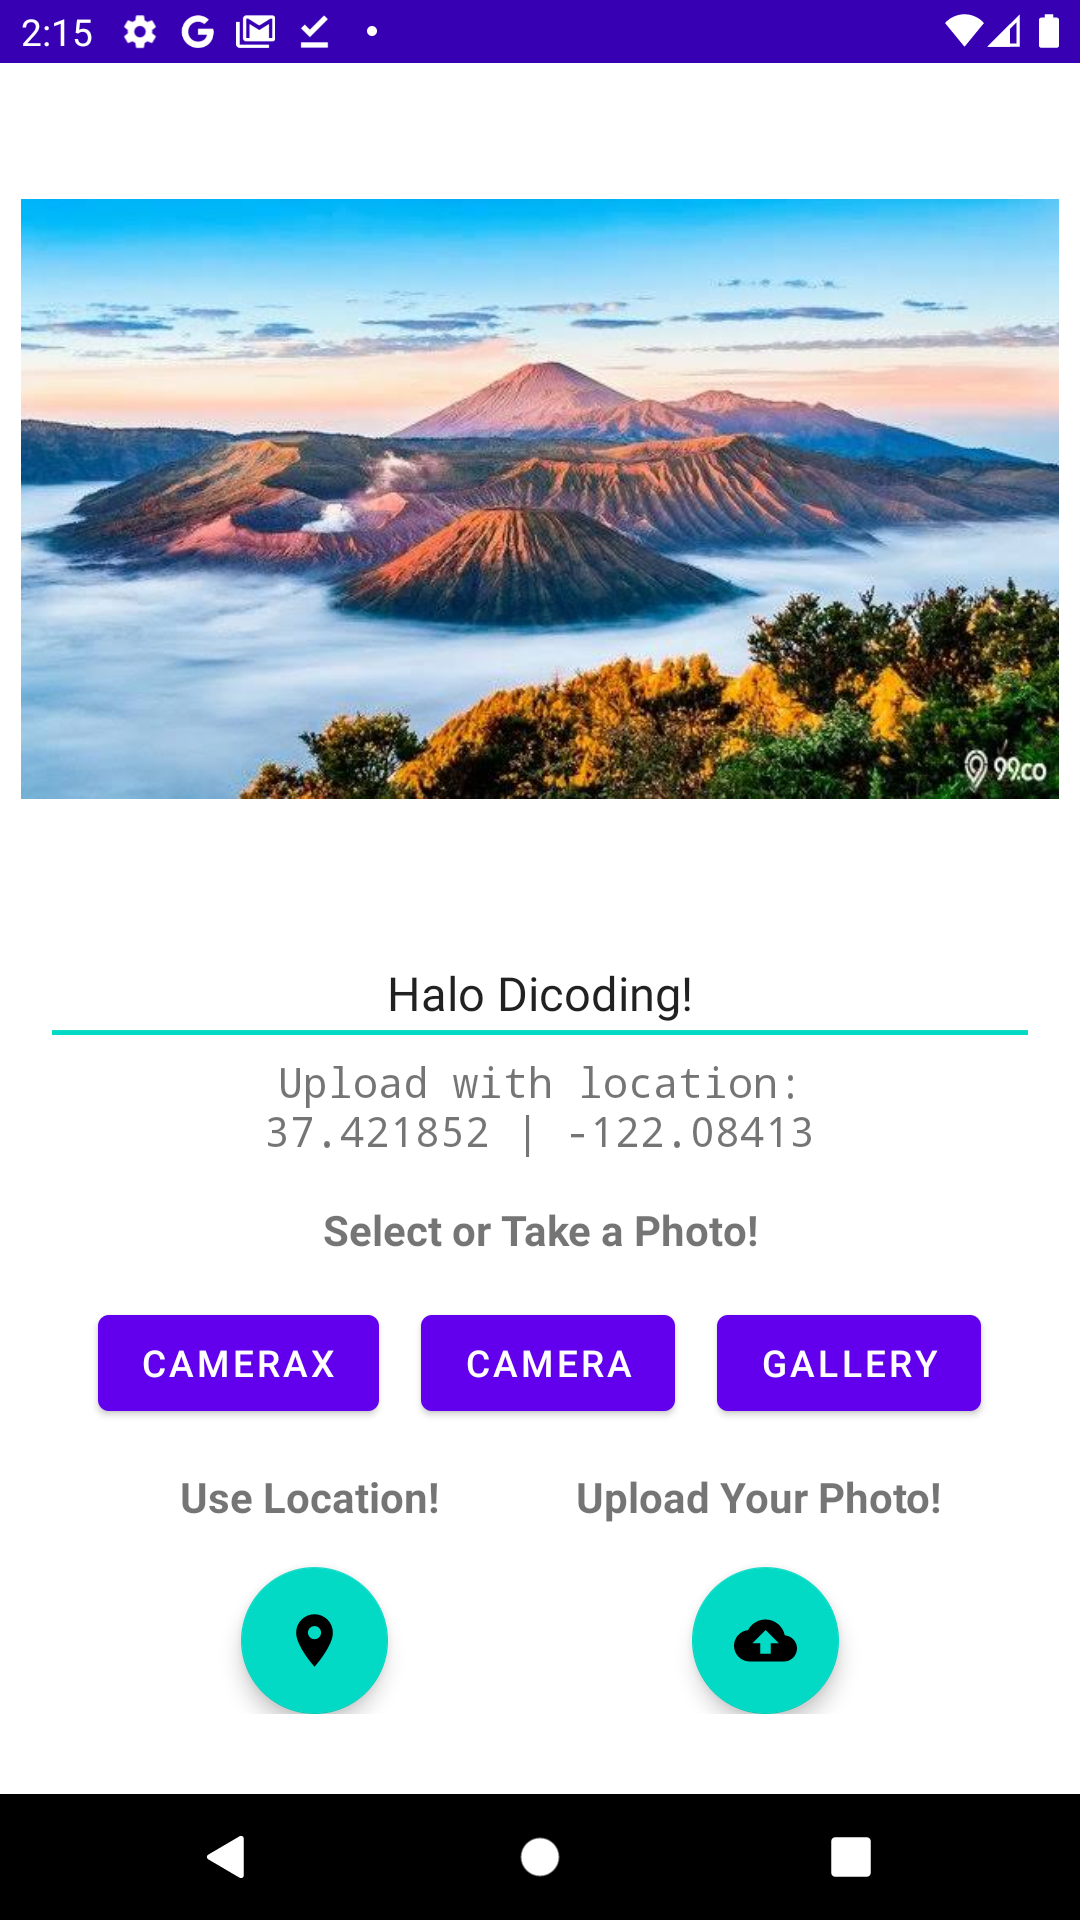 2:15
99.co
Halo Dicoding!
Upload with location:
37.421852 | -122.08413
Select or Take a Photo!
CAMERAX
CAMERA
GALLERY
Use Location!
Upload Your Photo!